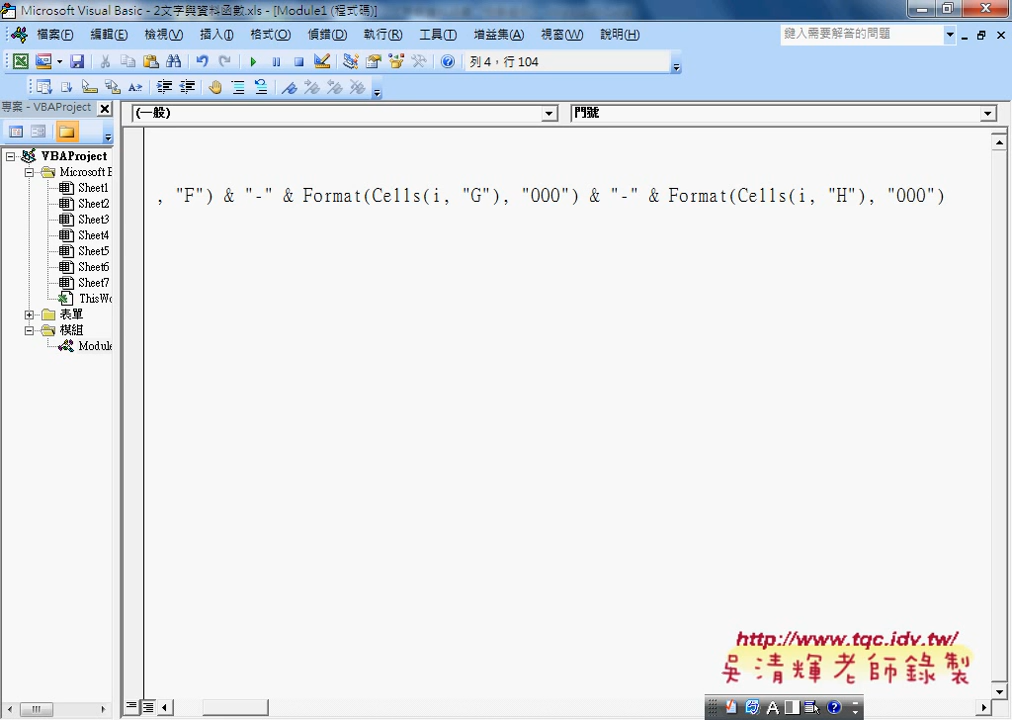 Microsoft Visual Basic - 2文字與資料函數.xls - [Module1 (程式碼)]
檔案(F) 編輯(E) 檢視(V) 插入(I) 格式(O) 偵錯(D) 執行(R) 工具(T) 增益集(A) 視窗(W) 說明(H) 鍵入需要解答的問題
列 4，行 104
專案 - VBAProject
(一般) 門號
VBAProject
Microsoft E
Sheet1
Sheet2
Sheet3
Sheet4
Sheet5
Sheet6
Sheet7
ThisWo
表單
模組
Module
, "F") & "-" & Format(Cells(i, "G"), "000") & "-" & Format(Cells(i, "H"), "000")
http://www.tqc.idv.tw/
吳清輝老師錄製